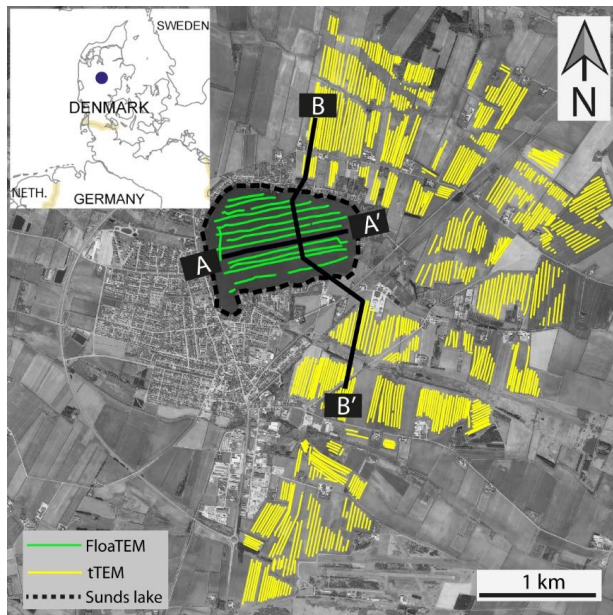 SWEDEN
DENMARK
NETH.
GERMANY
N
B
A'
A
B'
FloaTEM
tTEM
Sunds lake
1 km